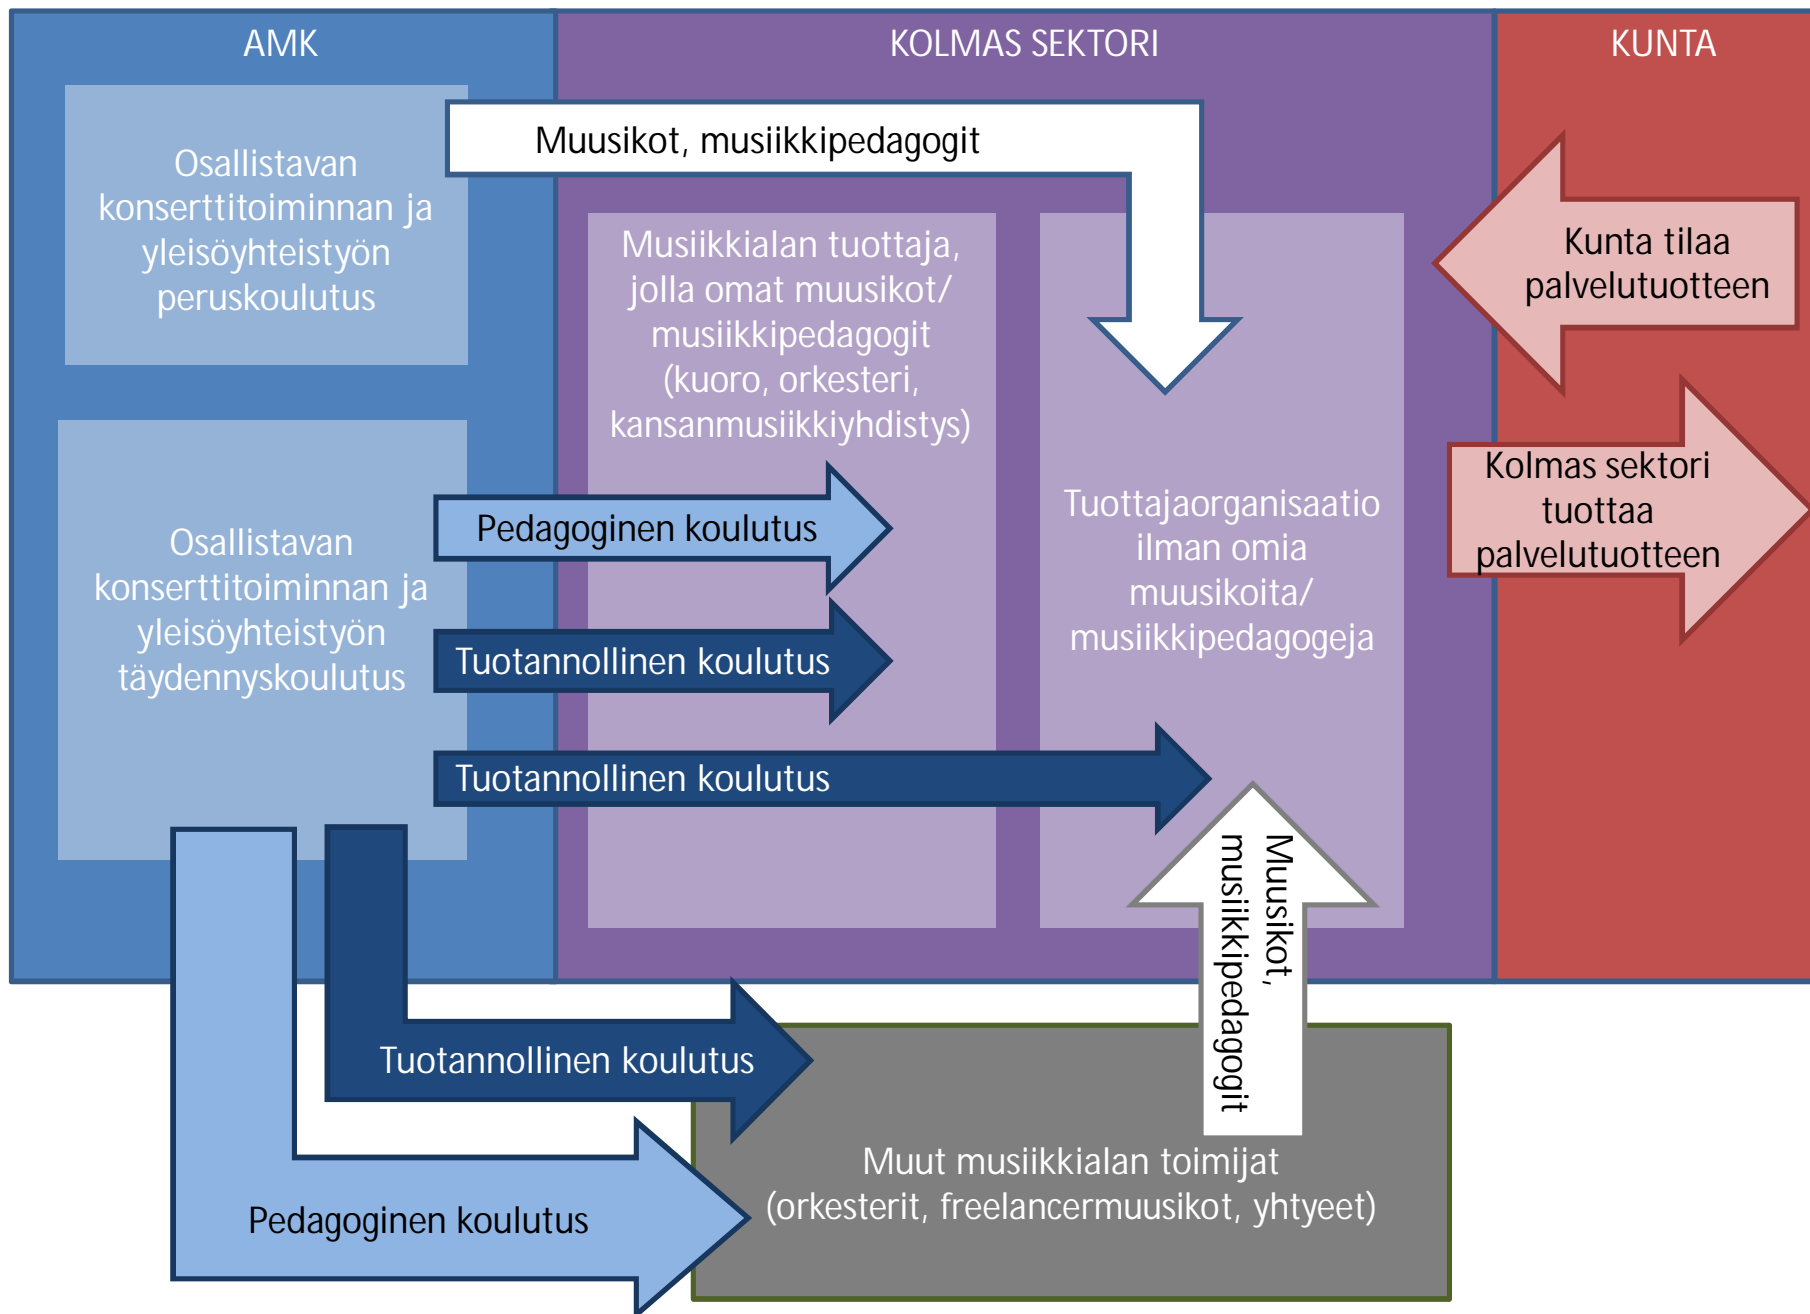 AMK
KOLMAS SEKTORI
KUNTA
Osallistavan
konserttitoiminnan ja
yleisöyhteistyön
peruskoulutus
Muusikot, musiikkipedagogit
Musiikkialan tuottaja,
jolla omat muusikot/
musiikkipedagogit
(kuoro, orkesteri,
kansanmusiikkiyhdistys)
Kunta tilaa
palvelutuotteen
Osallistavan
konserttitoiminnan ja
yleisöyhteistyön
täydennyskoulutus
Pedagoginen koulutus
Tuotannollinen koulutus
Tuotannollinen koulutus
Tuottajaorganisaatio
ilman omia
muusikoita/
musiikkipedagogeja
Kolmas sektori
tuottaa
palvelutuotteen
Muusikot,
musiikkipedagogit
Tuotannollinen koulutus
Pedagoginen koulutus
Muut musiikkialan toimijat
(orkesterit, freelancermuusikot, yhtyeet)